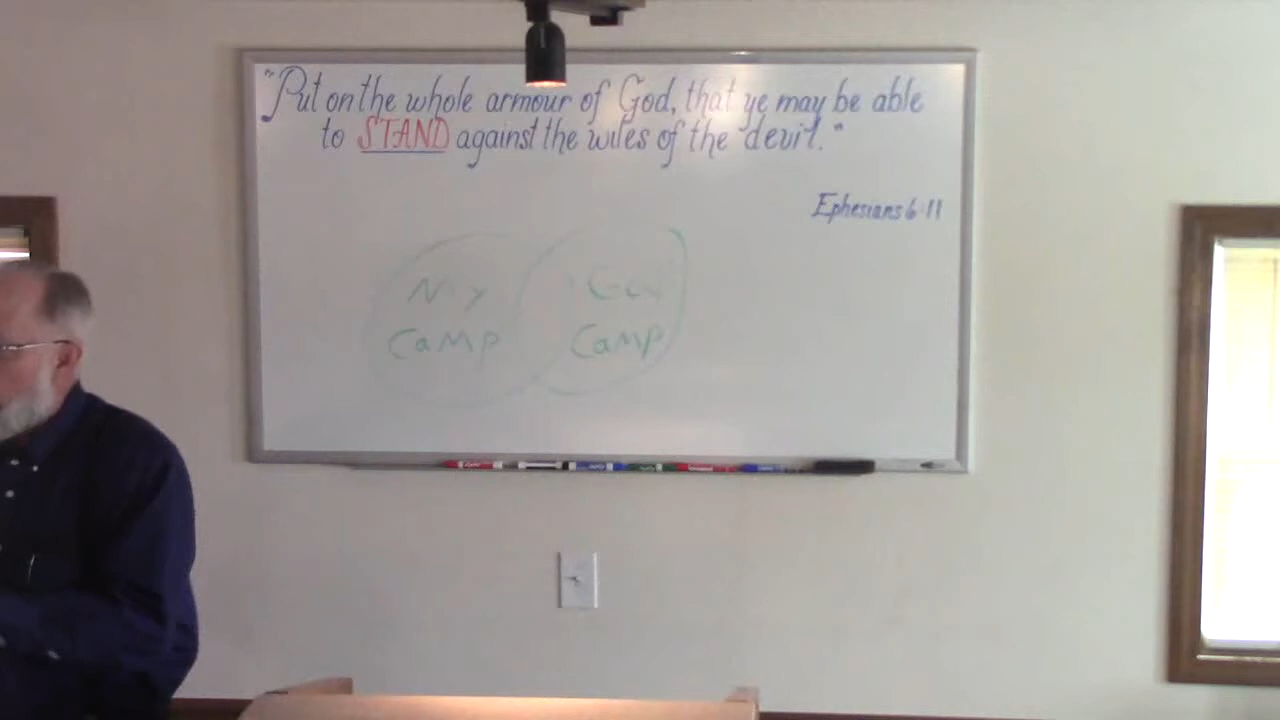 "Put on the whole armour of God, that ye may be able
to STAND against the wiles of the devil."
Ephesians 6:11
Camp
Camp